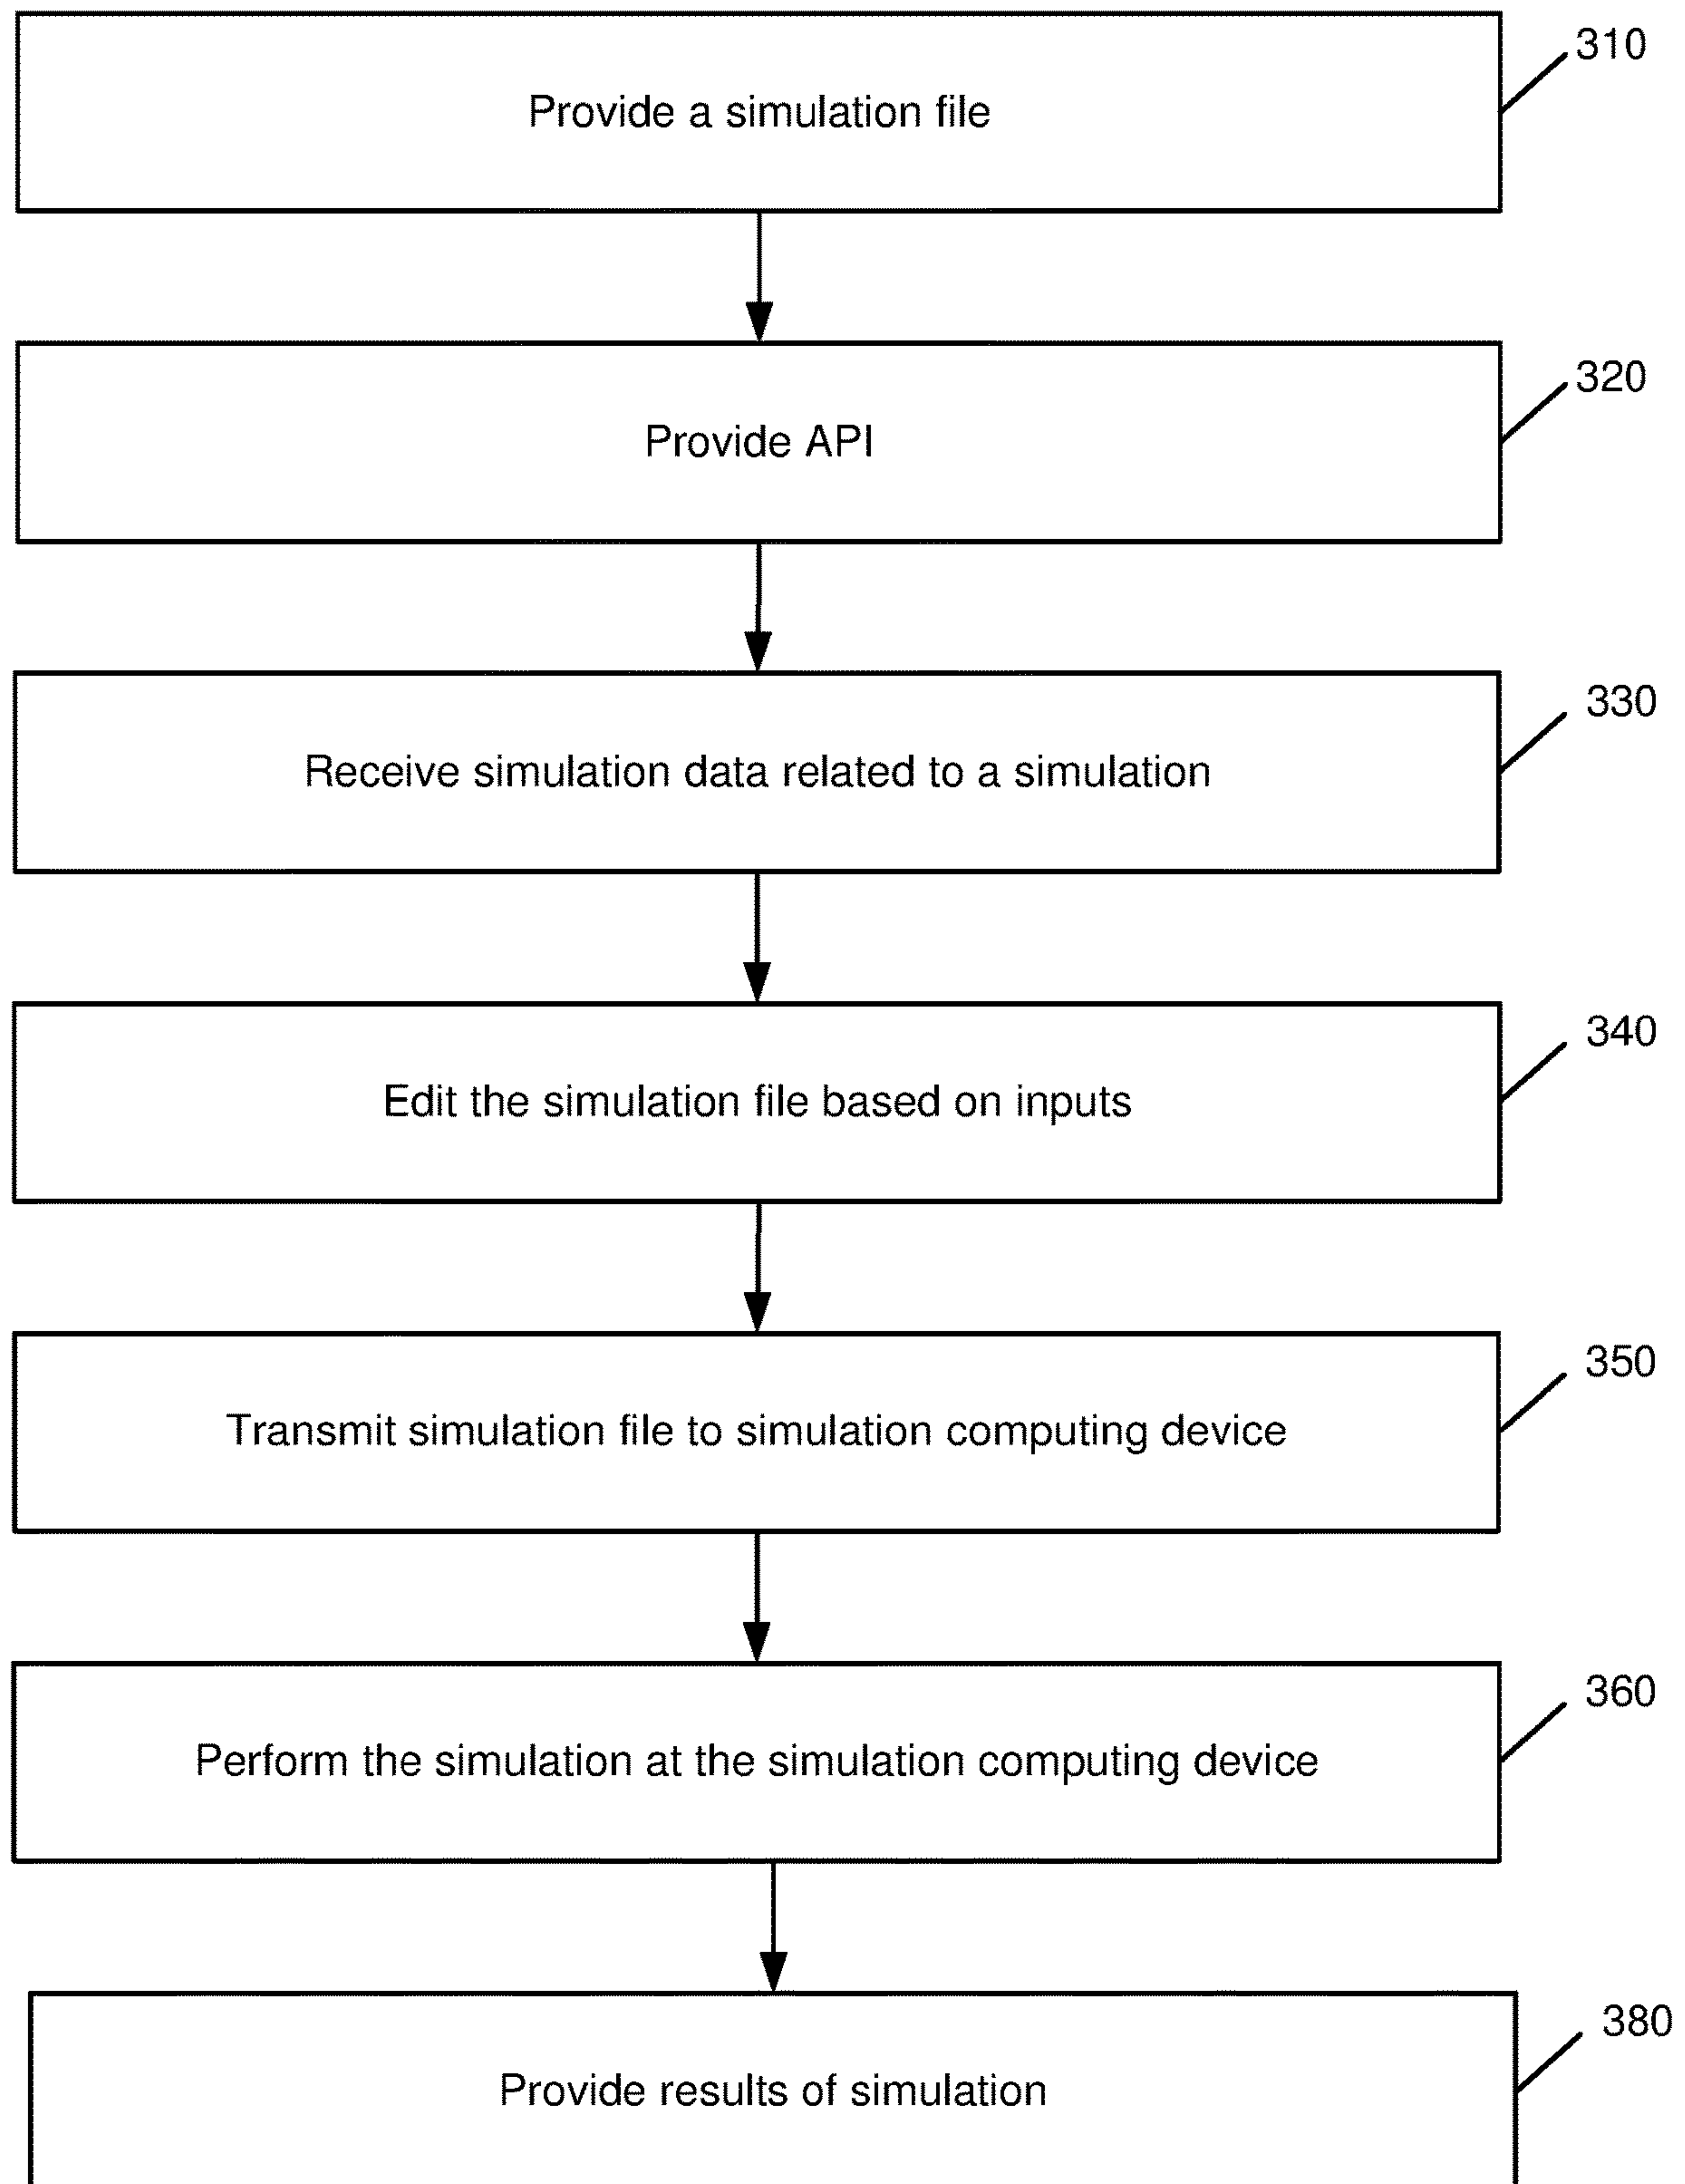 310
Provide a simulation file
320
Provide API
330
Receive simulation data related to a simulation
340
Edit the simulation file based on inputs
350
Transmit simulation file to simulation computing device
360
Perform the simulation at the simulation computing device
380
Provide results of simulation